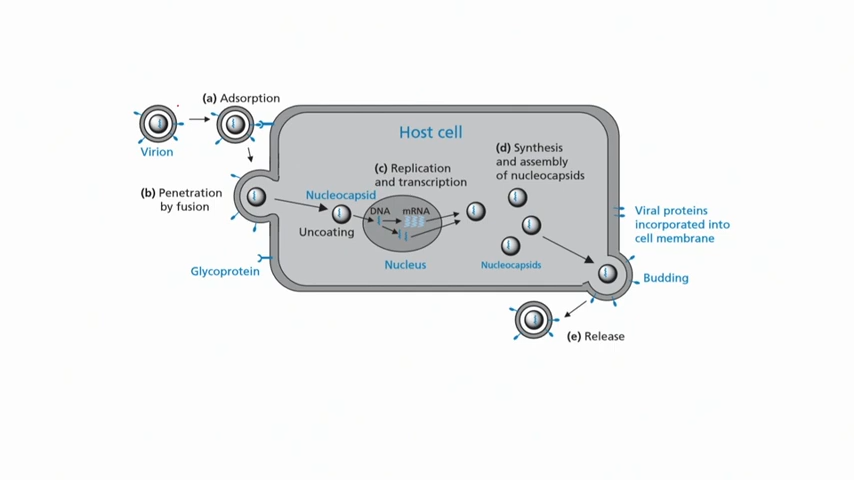 (a) Adsorption
Host cell
Virion
(d) Synthesis
and assembly
of nucleocapsids
(c) Replication
and transcription
(b) Penetration
by fusion
Nucleocapsid
DNA mRNA
Uncoating
Viral proteins
incorporated into
cell membrane
Glycoprotein
Nucleus
Nucleocapsids
Budding
(e) Release